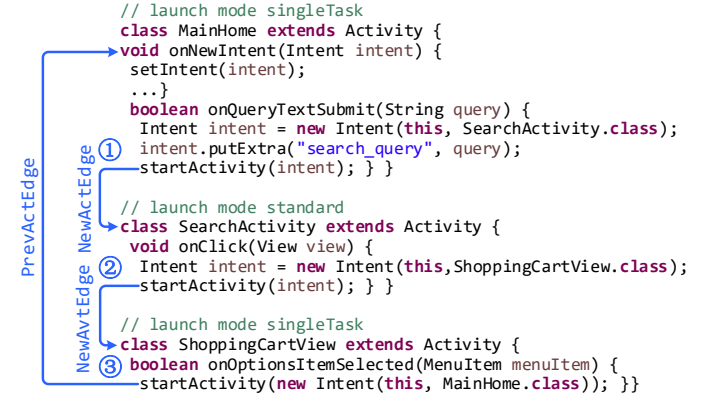 // launch mode singleTask
class MainHome extends Activity {
void onNewIntent(Intent intent) {
setIntent(intent);
...}
boolean onQueryTextSubmit(String query) {
Intent intent = new Intent(this, SearchActivity.class);
① intent.putExtra("search_query", query);
startActivity(intent); } }
// launch mode standard
class SearchActivity extends Activity {
void onClick(View view) {
② Intent intent = new Intent(this,ShoppingCartView.class);
startActivity(intent); } }
// launch mode singleTask
class ShoppingCartView extends Activity {
③ boolean onOptionsItemSelected(MenuItem menuItem) {
startActivity(new Intent(this, MainHome.class)); }}
PrevActEdge
NewActEdge
NewAvtEdge